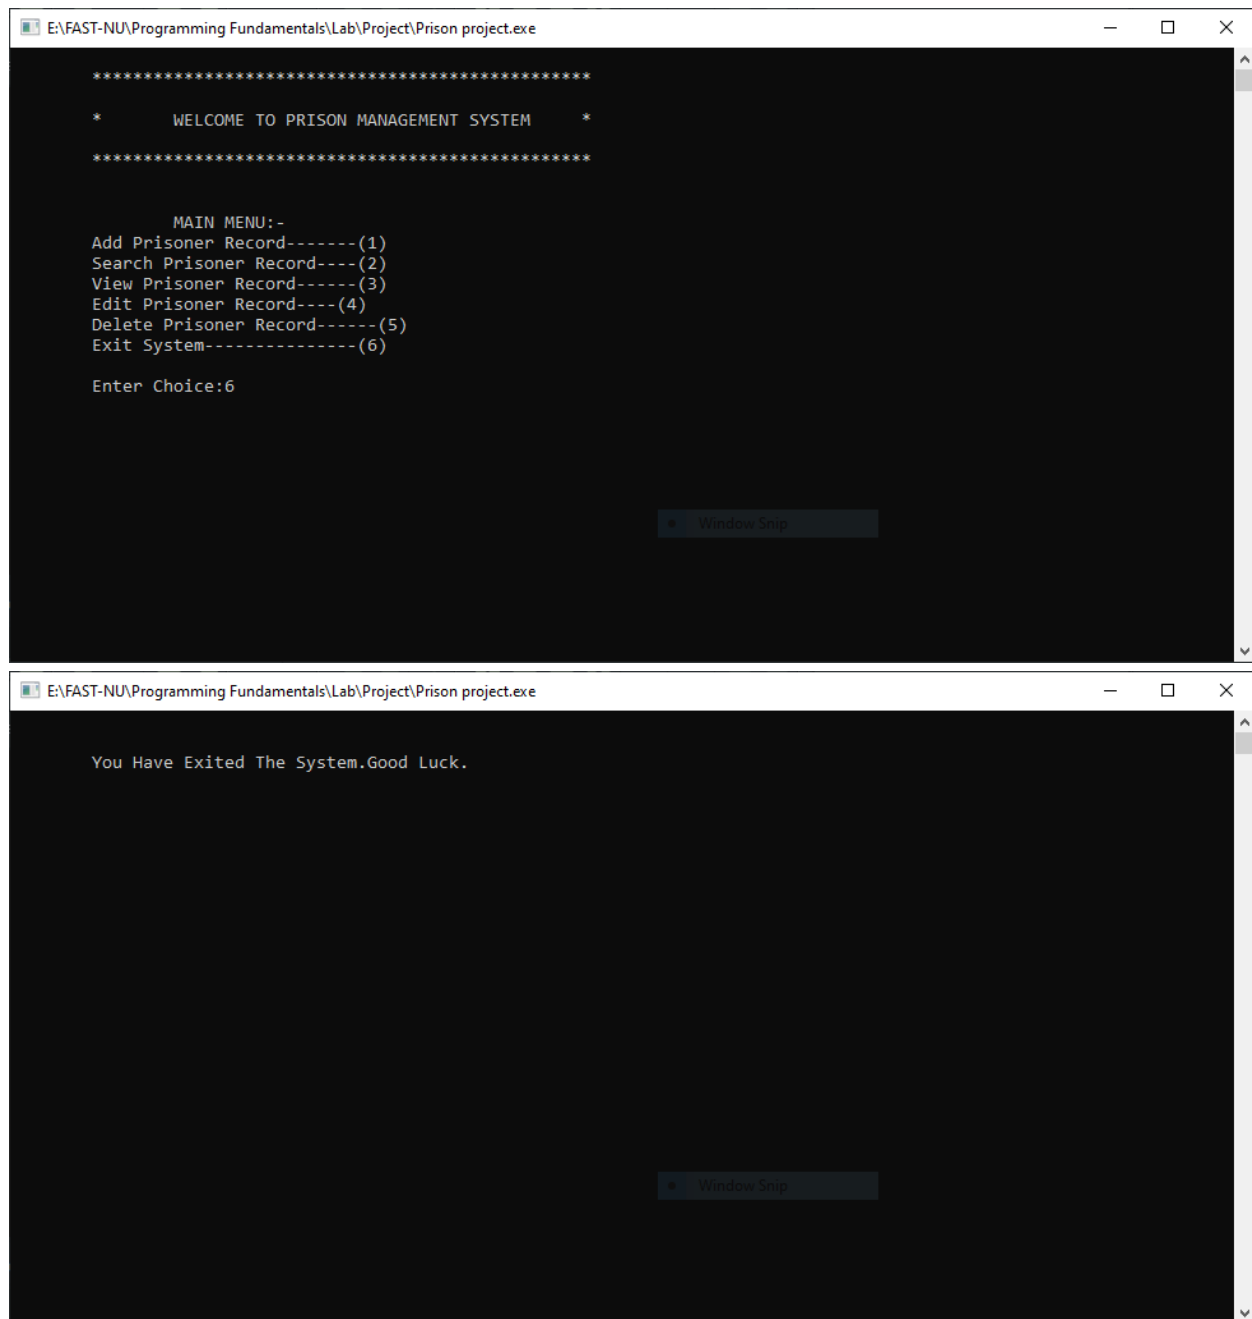 E:\FAST-NU\Programming Fundamentals\Lab\Project\Prison project.exe
*************************************************
* WELCOME TO PRISON MANAGEMENT SYSTEM *
*************************************************
MAIN MENU:-
Add Prisoner Record-------(1)
Search Prisoner Record----(2)
View Prisoner Record------(3)
Edit Prisoner Record----(4)
Delete Prisoner Record------(5)
Exit System---------------(6)
Enter Choice:6
Window Snip
E:\FAST-NU\Programming Fundamentals\Lab\Project\Prison project.exe
You Have Exited The System.Good Luck.
Window Snip